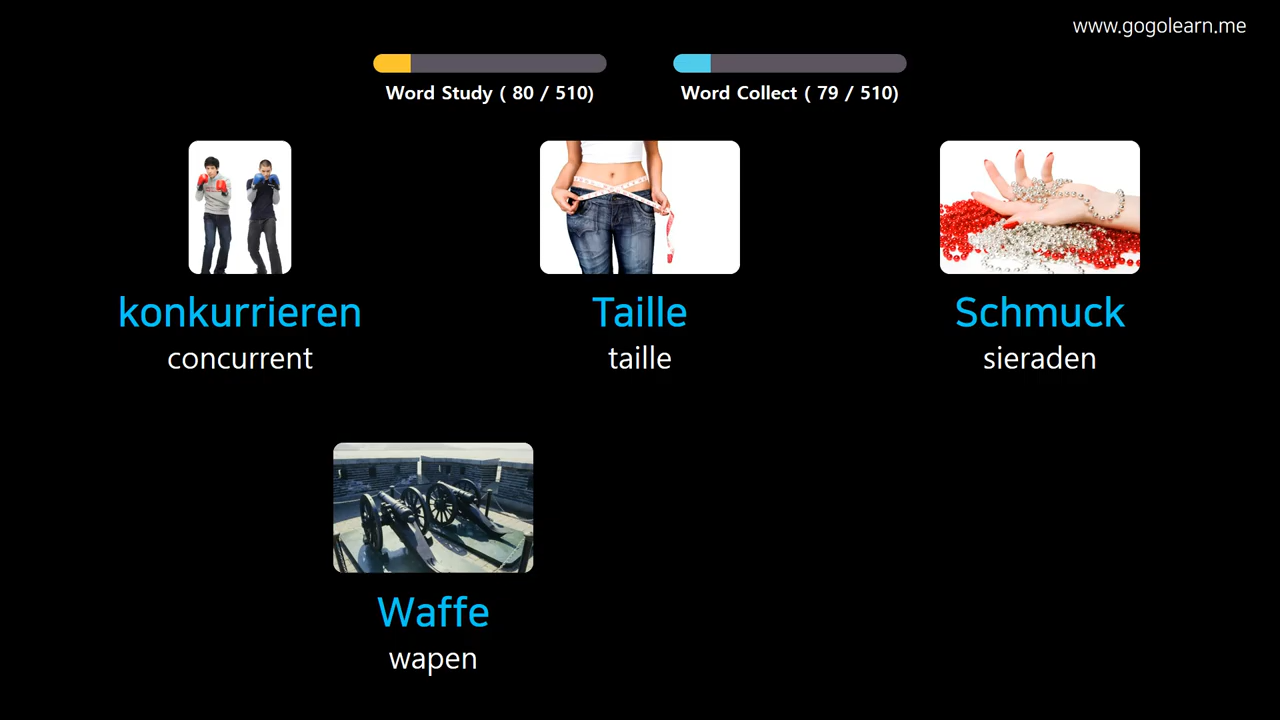 www.gogolearn.me
Word Study ( 80 / 510)
Word Collect ( 79 / 510)
konkurrieren
concurrent
Taille
taille
Schmuck
sieraden
Waffe
wapen